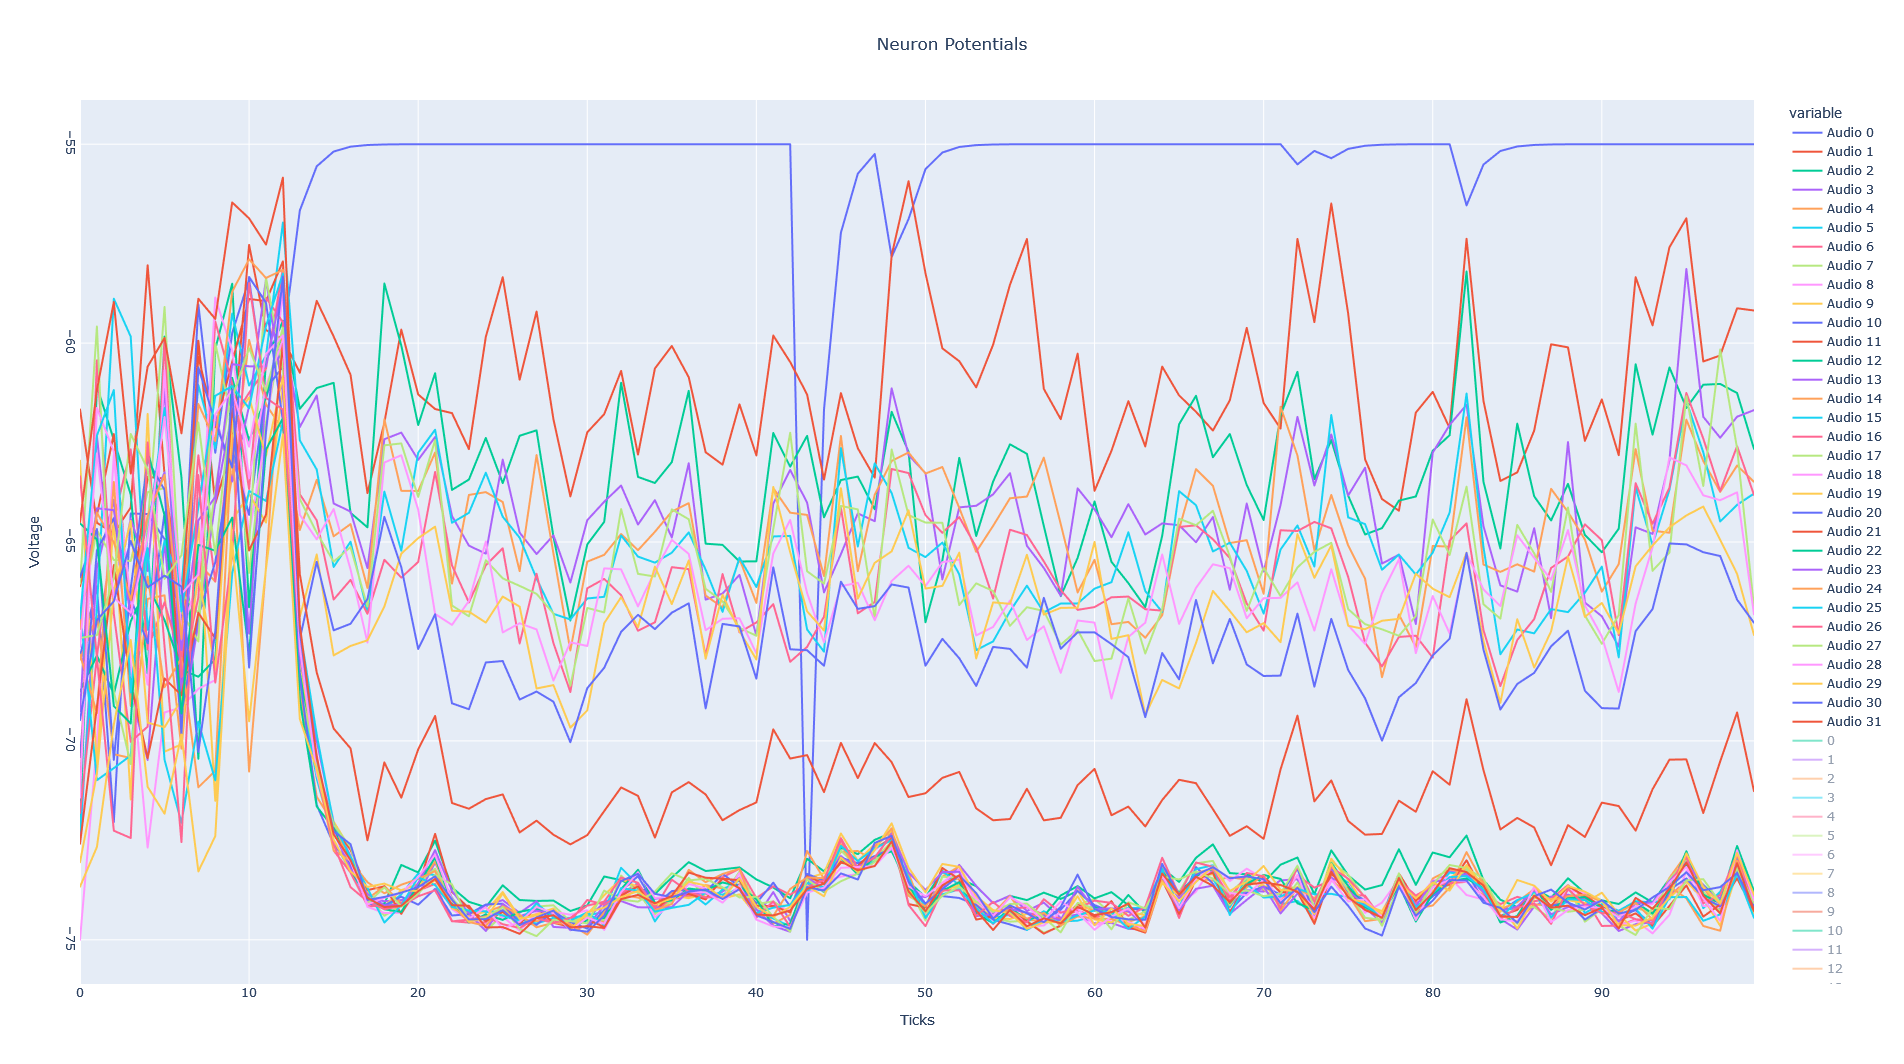 Neuron Potentials
variable
Audio 0
Audio 1
Audio 2
Audio 3
Audio 4
Audio 5
Audio 6
Audio 7
Audio 8
Audio 9
Audio 10
Audio 11
Audio 12
Audio 13
Audio 14
Audio 15
Audio 16
Audio 17
Audio 18
Audio 19
Audio 20
Audio 21
Audio 22
Audio 23
Audio 24
Audio 25
Audio 26
Audio 27
Audio 28
Audio 29
Audio 30
Audio 31
0
1
2
3
4
5
6
7
8
9
10
11
12
Voltage
−55
−60
−65
−70
−75
0 10 20 30 40 50 60 70 80 90
Ticks